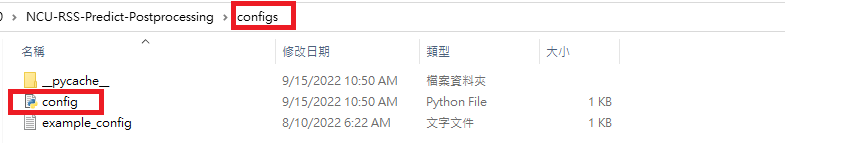 0 > NCU-RSS-Predict-Postprocessing > configs
名稱 修改日期 類型 大小
__pycache__ 9/15/2022 10:50 AM 檔案資料夾
config 9/15/2022 10:50 AM Python File 1 KB
example_config 8/10/2022 6:22 AM 文字文件 1 KB